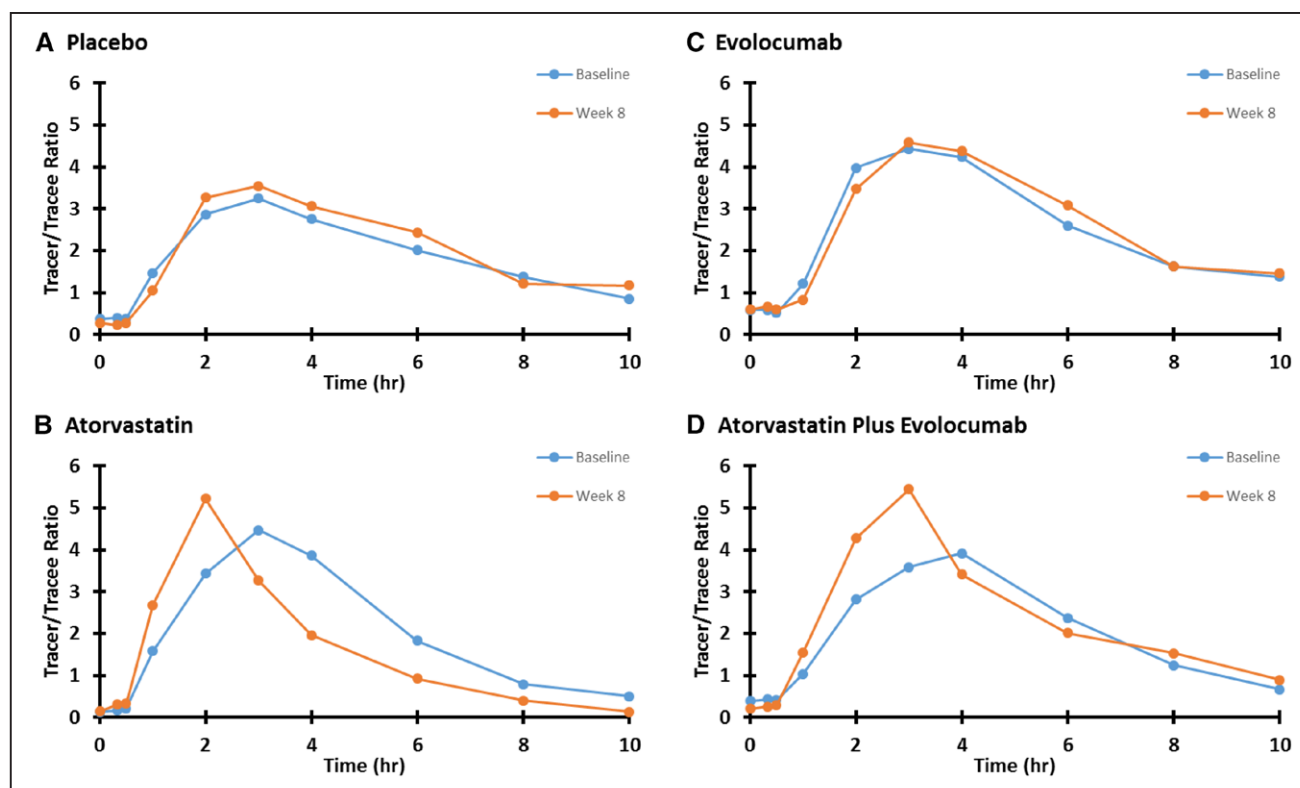 A Placebo
Baseline
Week 8
Tracer/Tracee Ratio
6
5
4
3
2
1
0
0 2 4 6 8 10
Time (hr)
C Evolocumab
Baseline
Week 8
Tracer/Tracee Ratio
6
5
4
3
2
1
0
0 2 4 6 8 10
Time (hr)
B Atorvastatin
Baseline
Week 8
Tracer/Tracee Ratio
6
5
4
3
2
1
0
0 2 4 6 8 10
Time (hr)
D Atorvastatin Plus Evolocumab
Baseline
Week 8
Tracer/Tracee Ratio
6
5
4
3
2
1
0
0 2 4 6 8 10
Time (hr)